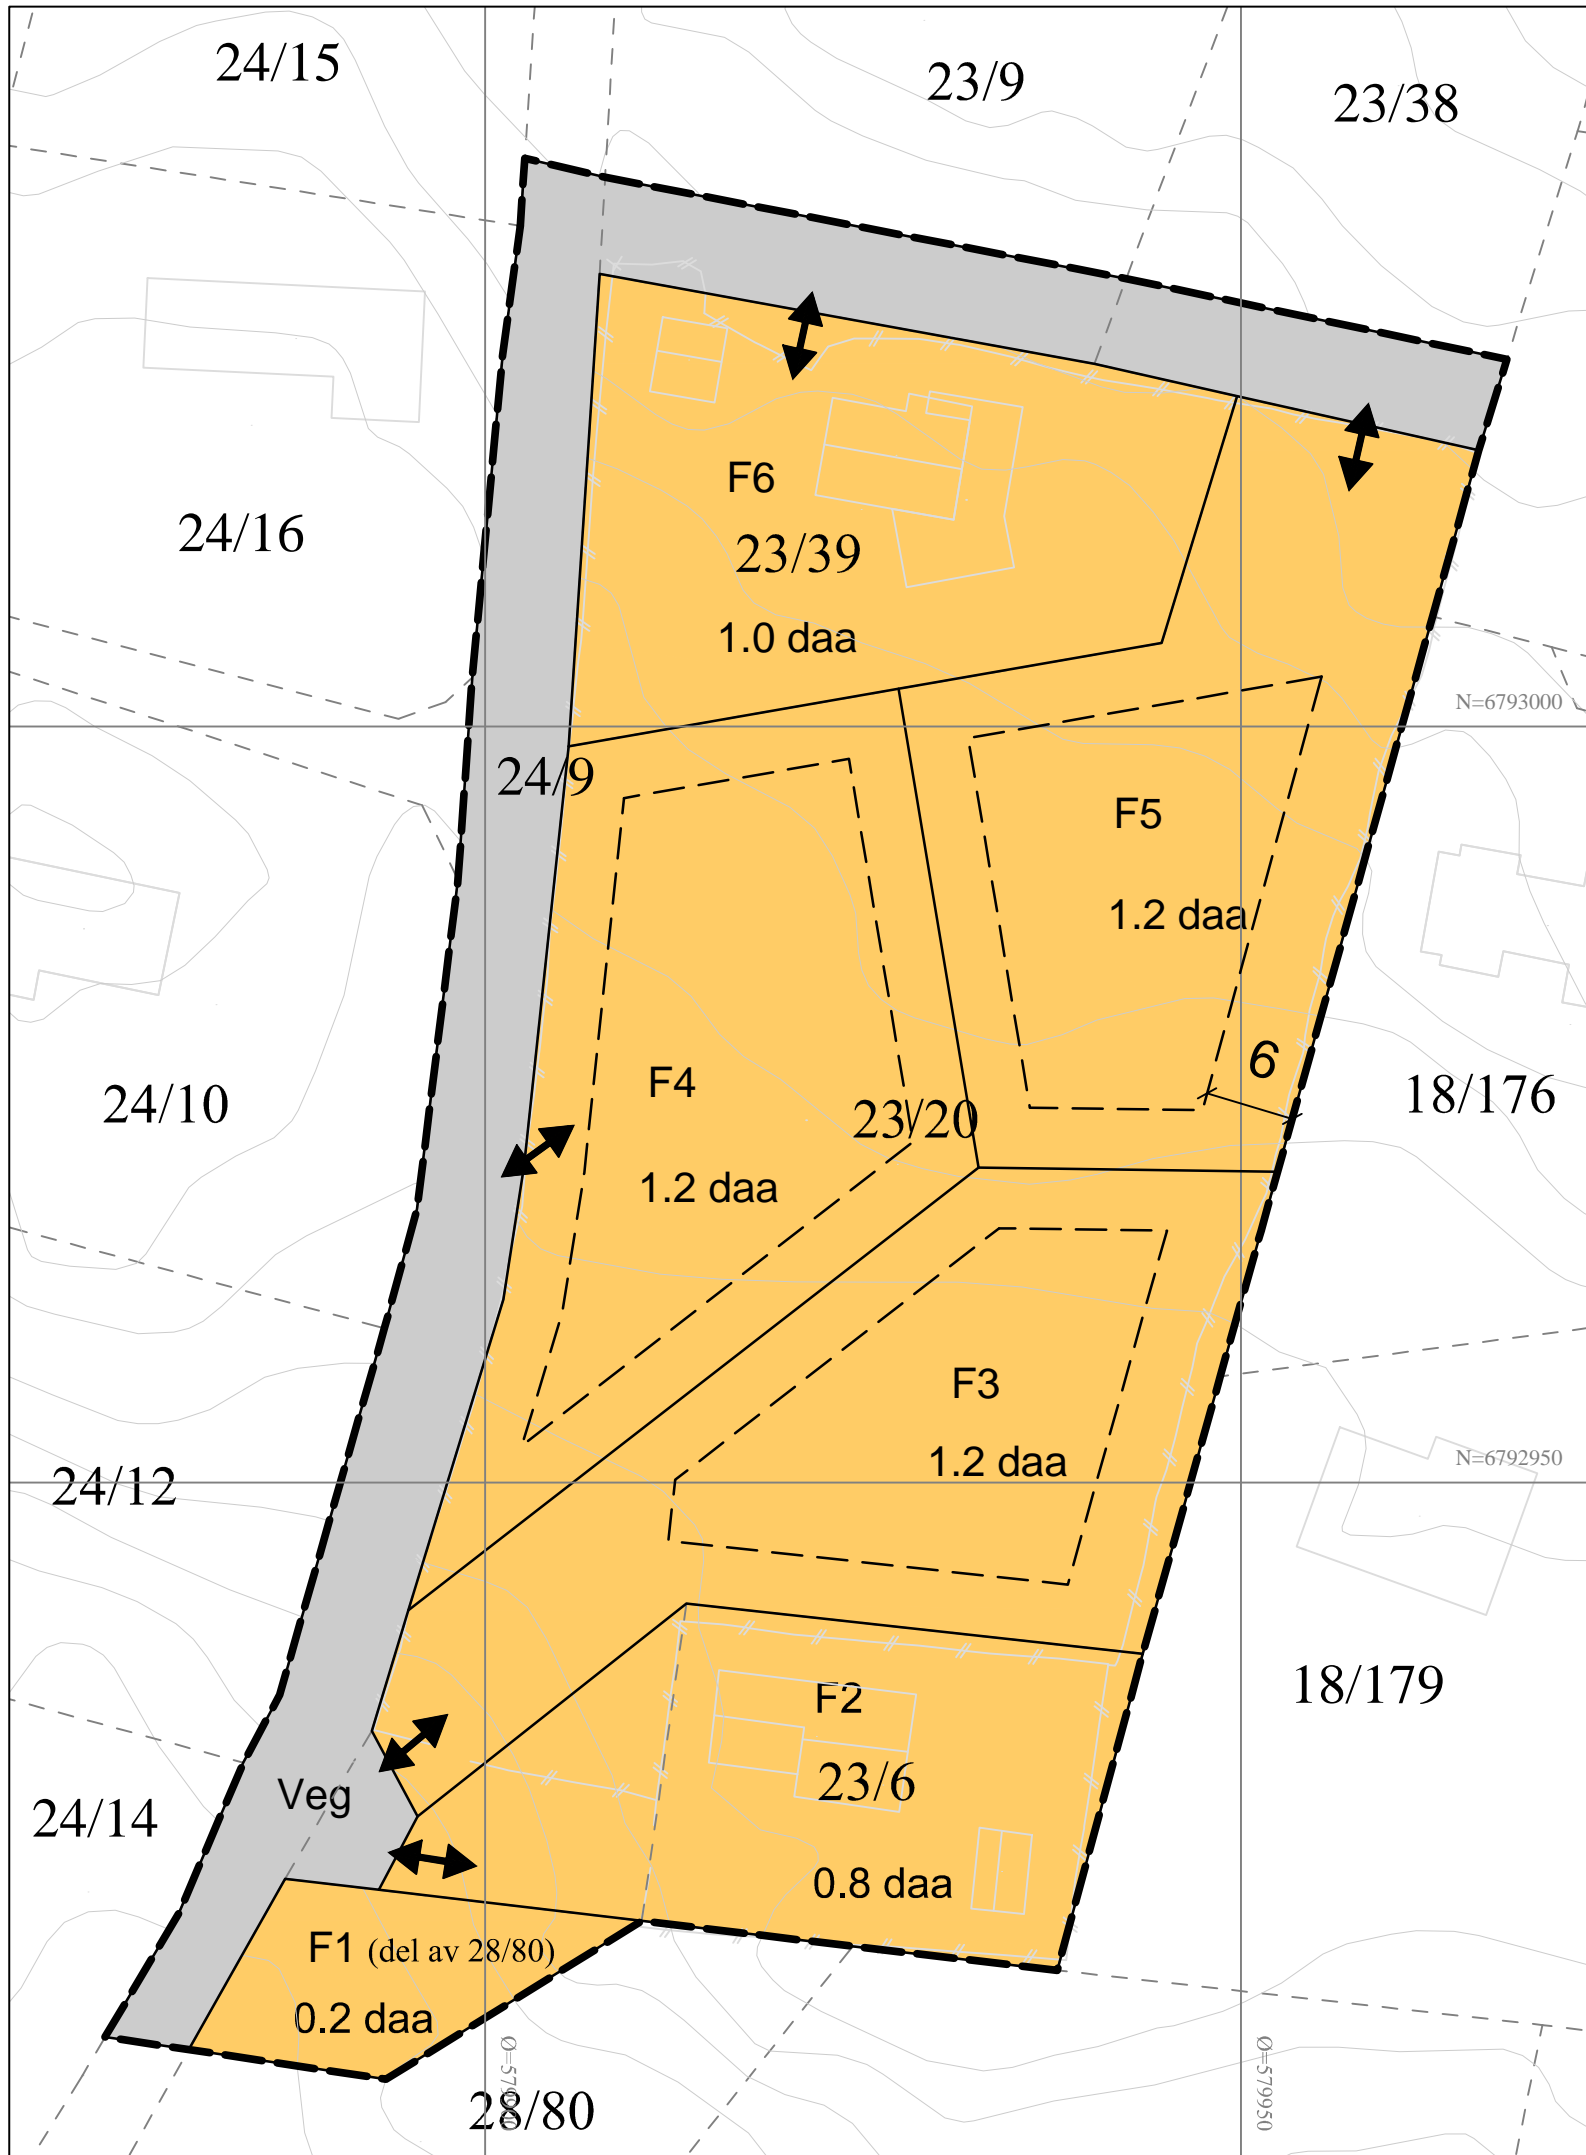 24/15
23/9
23/38
F6
24/16
23/39
1.0 daa
N=6793000
24/9
F5
1.2 daa
6
F4
24/10
23/20
18/176
1.2 daa
F3
1.2 daa
N=6792950
24/12
18/179
F2
23/6
Veg
24/14
0.8 daa
F1 (del av 28/80)
0.2 daa
Ø=579900
Ø=579950
28/80